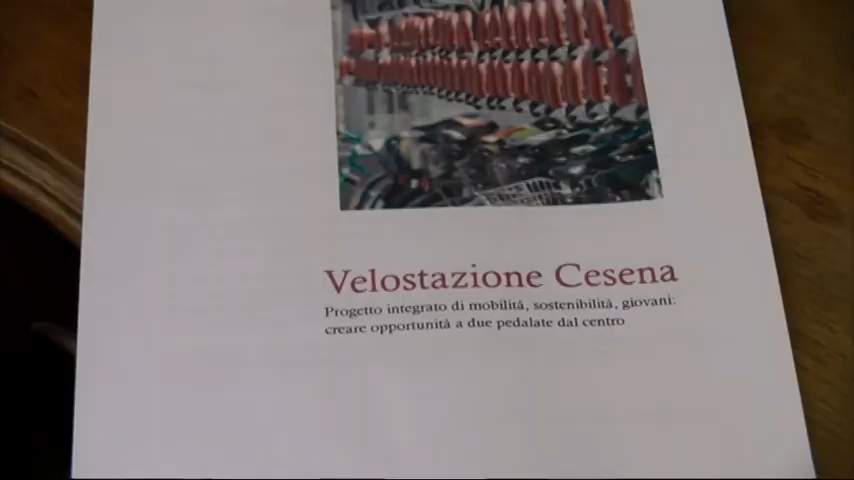 Velostazione Cesena
Progetto integrato di mobilità, sostenibilità, giovani:
creare opportunità a due pedalate dal centro